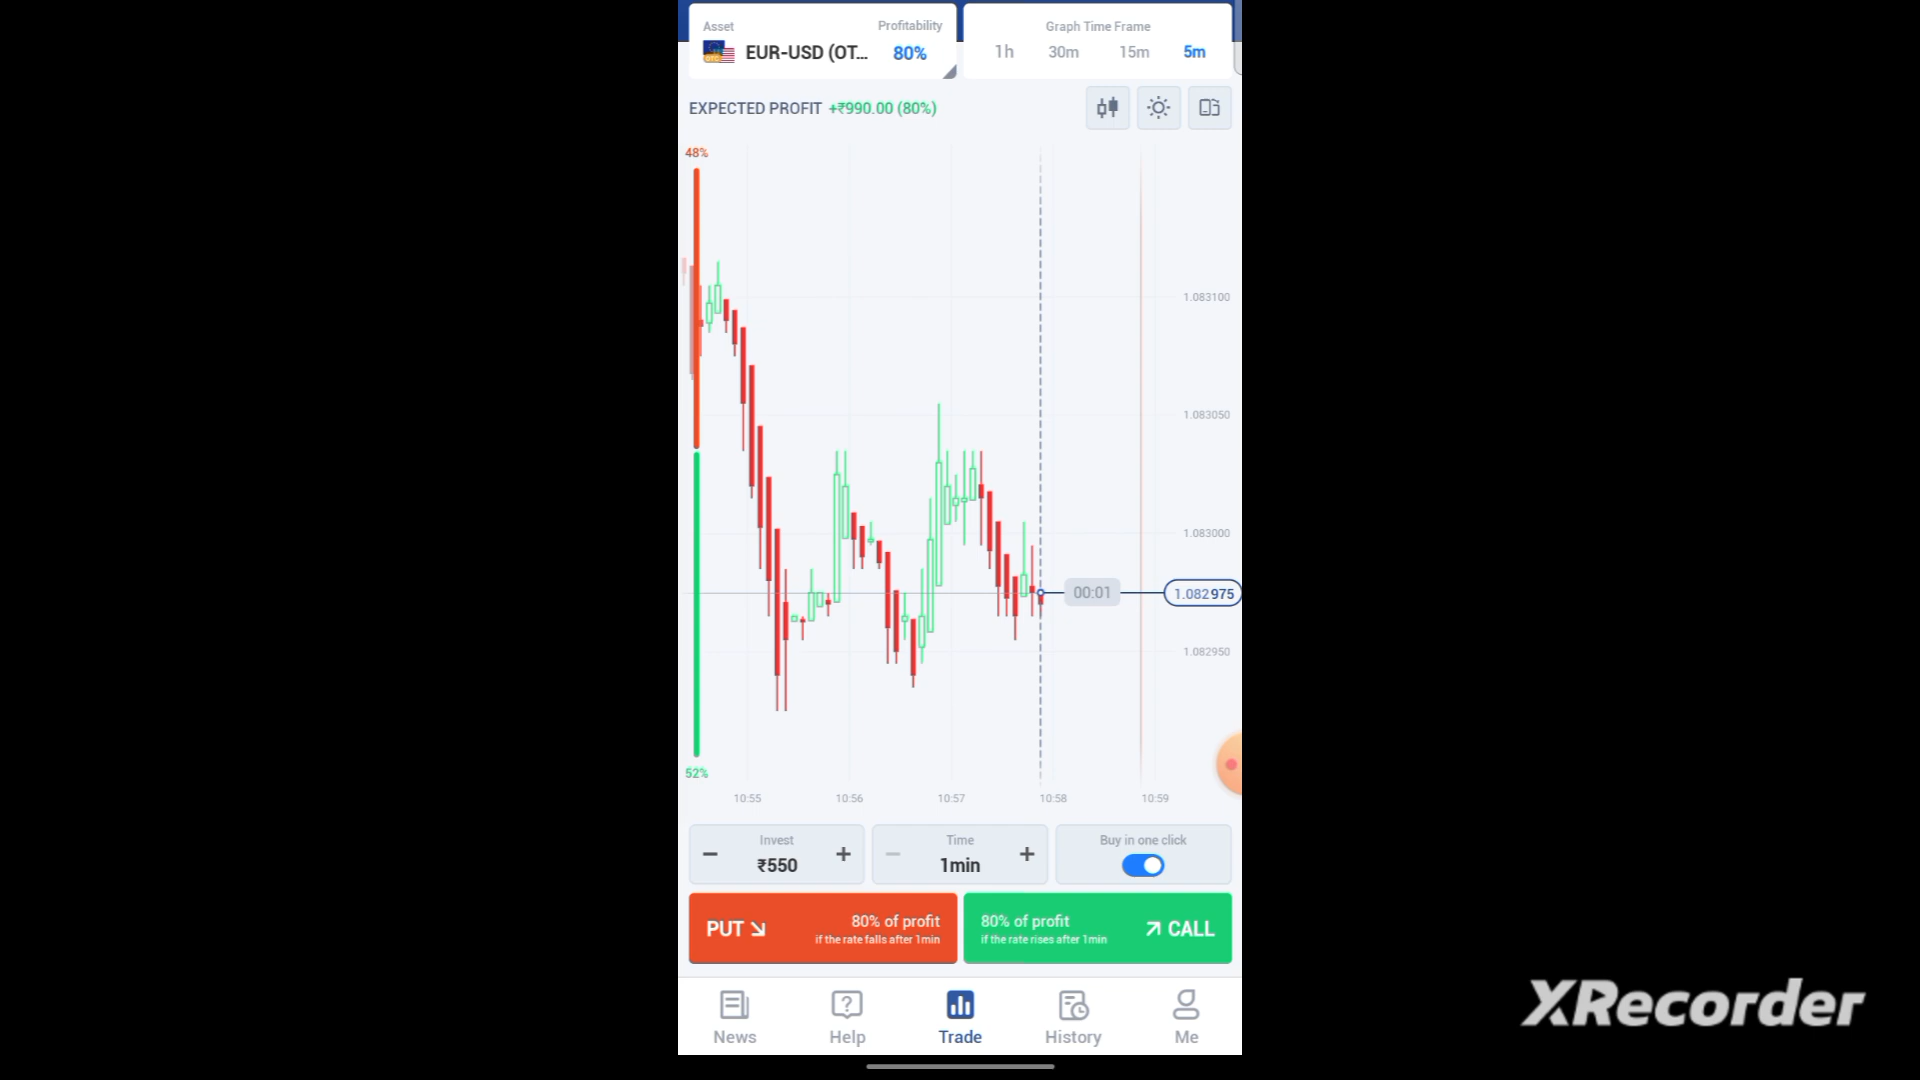 Asset
Profitability
EUR-USD (OT...
80%
Graph Time Frame
1h
30m
15m
5m
EXPECTED PROFIT +₹990.00 (80%)
48%
1.083100
1.083050
1.083000
00:01
1.082975
1.082950
52%
10:55
10:56
10:57
10:58
10:59
Invest
₹550
Time
1min
Buy in one click
PUT
80% of profit
if the rate falls after 1min
80% of profit
if the rate rises after 1min
CALL
News
Help
Trade
History
Me
XRecorder